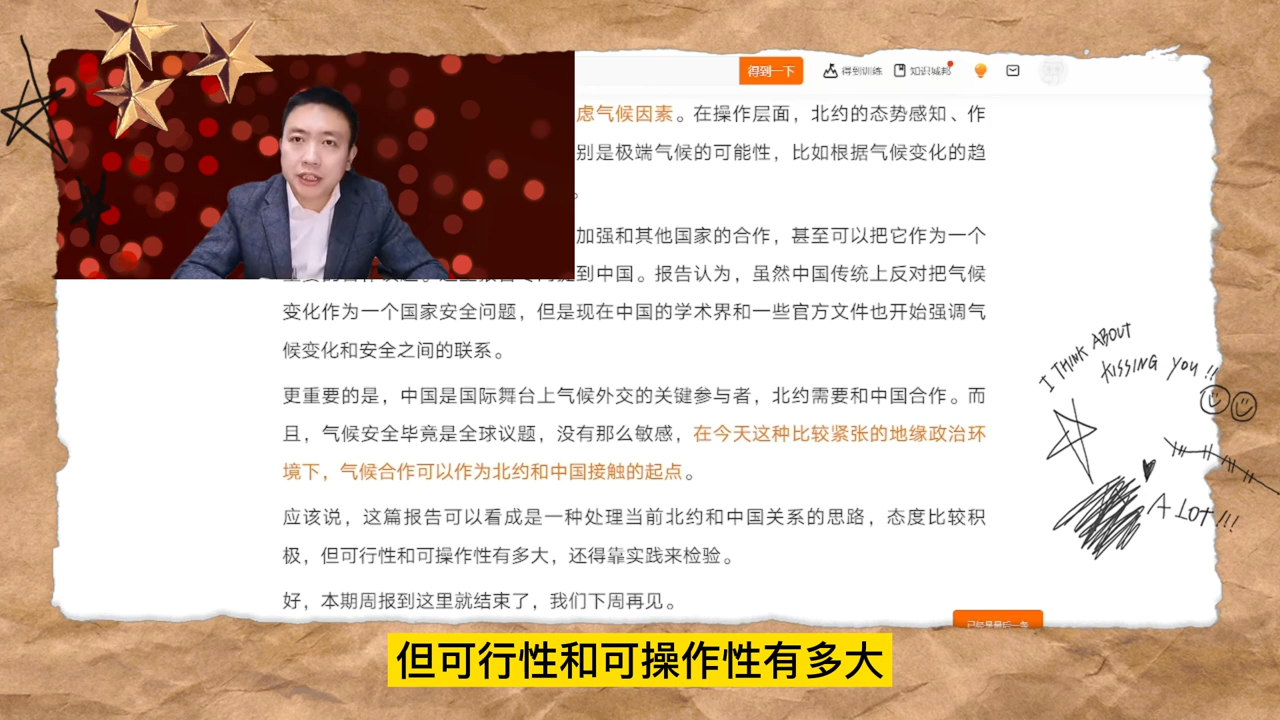 得到一下 得到训练 知识城邦
虑气候因素。在操作层面，北约的态势感知、作
别是极端气候的可能性，比如根据气候变化的趋
。
加强和其他国家的合作，甚至可以把它作为一个
到中国。报告认为，虽然中国传统上反对把气候
变化作为一个国家安全问题，但是现在中国的学术界和一些官方文件也开始强调气
候变化和安全之间的联系。
更重要的是，中国是国际舞台上气候外交的关键参与者，北约需要和中国合作。而
且，气候安全毕竟是全球议题，没有那么敏感，在今天这种比较紧张的地缘政治环
境下，气候合作可以作为北约和中国接触的起点。
应该说，这篇报告可以看成是一种处理当前北约和中国关系的思路，态度比较积
极，但可行性和可操作性有多大，还得靠实践来检验。
好，本期周报到这里就结束了，我们下周再见。
已经是最后一条
I THINK ABOUT
KISSING YOU !!
A LOT!!!
但可行性和可操作性有多大